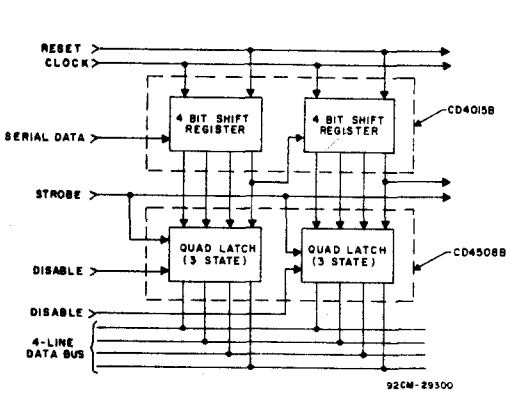 RESET
CLOCK
4 BIT SHIFT
REGISTER
4 BIT SHIFT
REGISTER
CD4015B
SERIAL DATA
STROBE
QUAD LATCH
(3 STATE)
QUAD LATCH
(3 STATE)
CD4508B
DISABLE
DISABLE
4-LINE
DATA BUS
92CM-29300